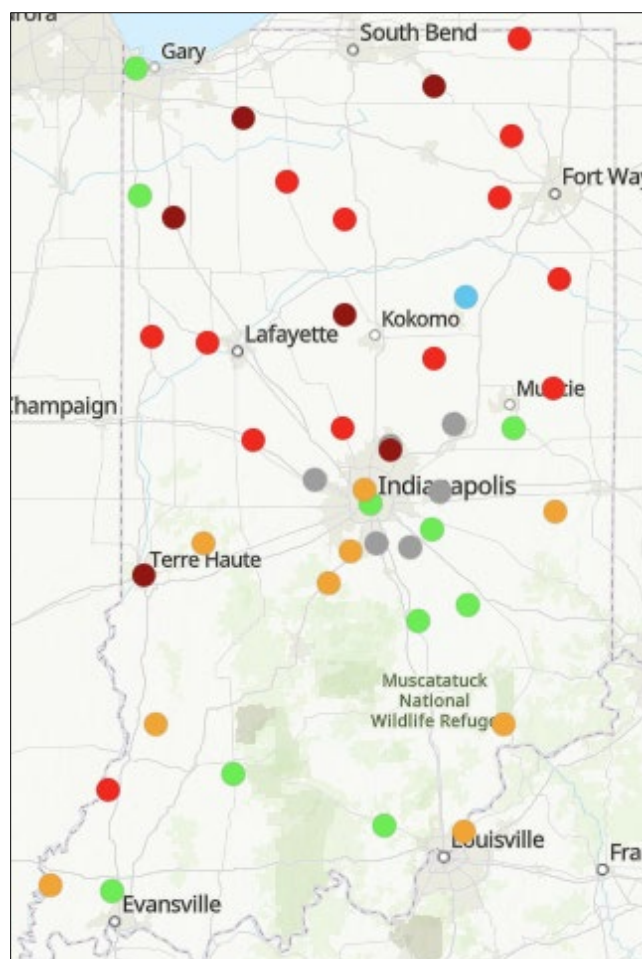 urora
Gary
South Bend
Fort Way
Kokomo
Lafayette
Champaign
Muncie
Indianapolis
Terre Haute
Muscatatuck
National
Wildlife Refuge
Louisville
Fra
Evansville